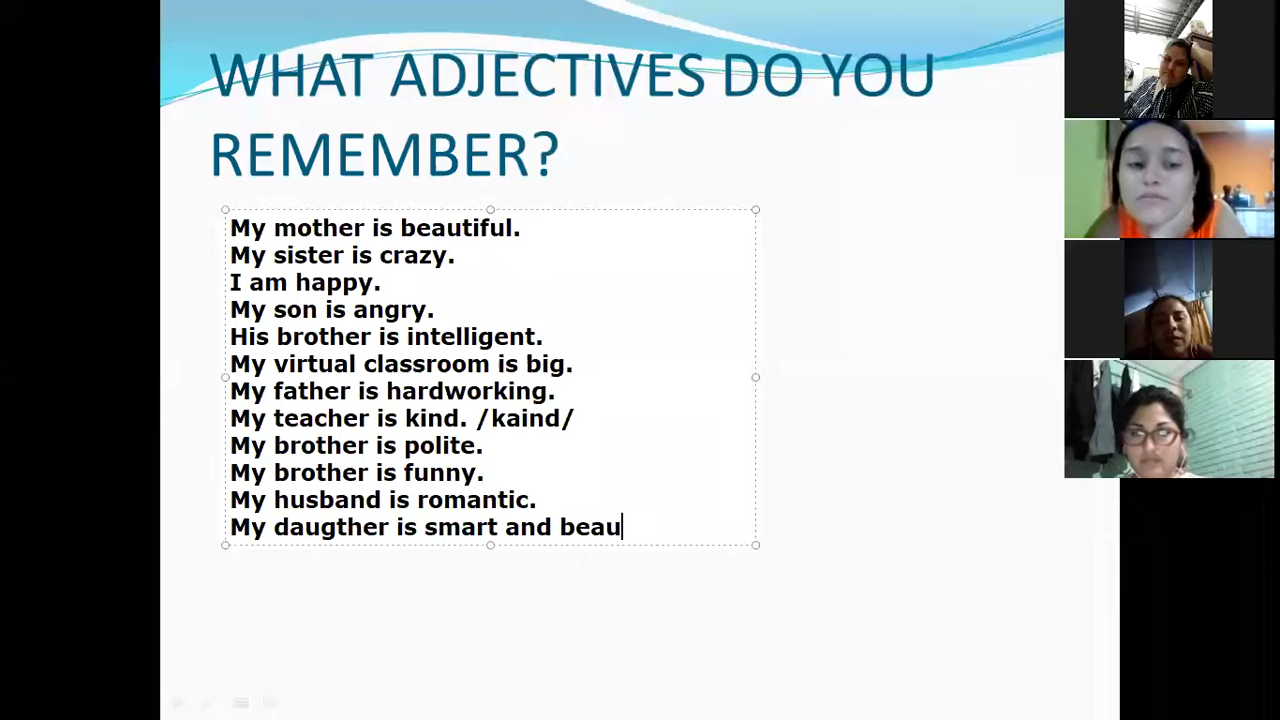 WHAT ADJECTIVES DO YOU
REMEMBER?
My mother is beautiful.
My sister is crazy.
I am happy.
My son is angry.
His brother is intelligent.
My virtual classroom is big.
My father is hardworking.
My teacher is kind. /kaind/
My brother is polite.
My brother is funny.
My husband is romantic.
My daugther is smart and beau